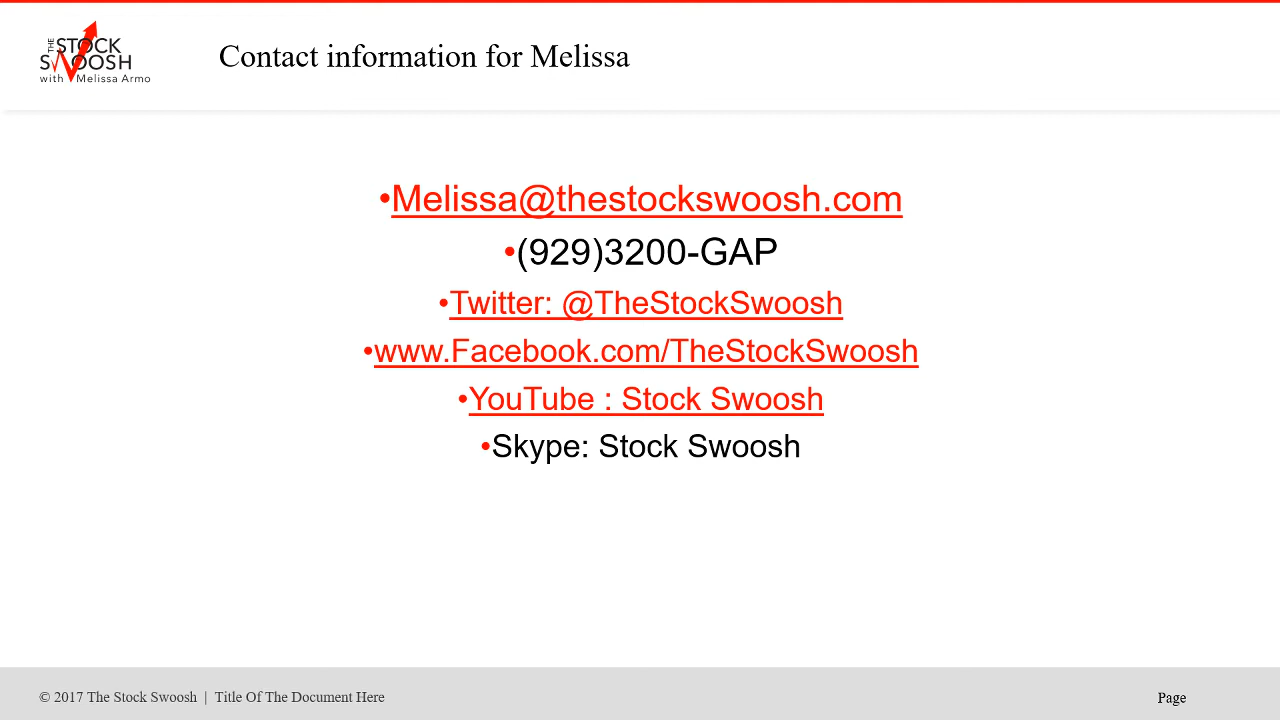 THE STOCK
SWOOSH
with Melissa Armo
Contact information for Melissa
•Melissa@thestockswoosh.com
•(929)3200-GAP
•Twitter: @TheStockSwoosh
•www.Facebook.com/TheStockSwoosh
•YouTube : Stock Swoosh
•Skype: Stock Swoosh
© 2017 The Stock Swoosh | Title Of The Document Here
Page